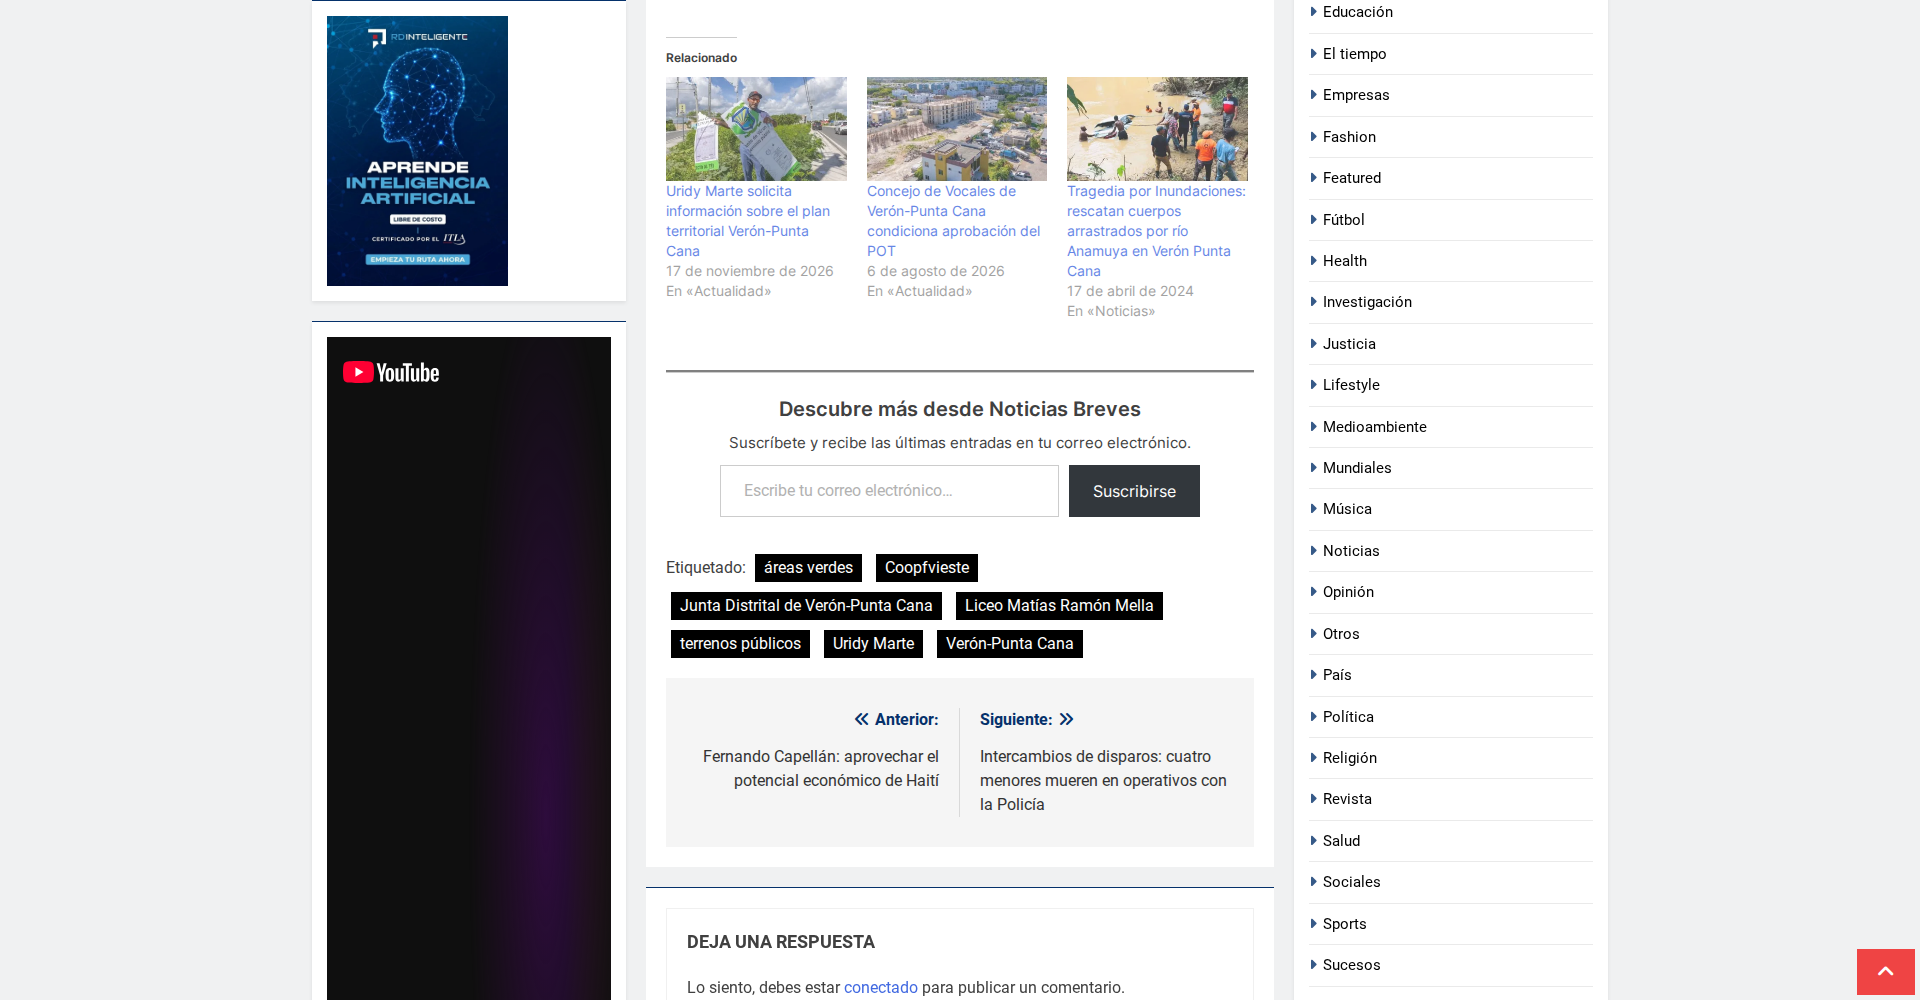 RDINTELIGENTE
APRENDE
INTELIGENCIA
ARTIFICIAL
LIBRE DE COSTO
CERTIFICADO POR EL ITLA
EMPIEZA TU RUTA AHORA
YouTube
Relacionado
Uridy Marte solicita
información sobre el plan
territorial Verón-Punta
Cana
17 de noviembre de 2026
En «Actualidad»
Concejo de Vocales de
Verón-Punta Cana
condiciona aprobación del
POT
6 de agosto de 2026
En «Actualidad»
Tragedia por Inundaciones:
rescatan cuerpos
arrastrados por río
Anamuya en Verón Punta
Cana
17 de abril de 2024
En «Noticias»
Descubre más desde Noticias Breves
Suscríbete y recibe las últimas entradas en tu correo electrónico.
Escribe tu correo electrónico…
Suscribirse
Etiquetado: áreas verdes Coopfvieste
Junta Distrital de Verón-Punta Cana Liceo Matías Ramón Mella
terrenos públicos Uridy Marte Verón-Punta Cana
Anterior:
Fernando Capellán: aprovechar el
potencial económico de Haití
Siguiente:
Intercambios de disparos: cuatro
menores mueren en operativos con
la Policía
DEJA UNA RESPUESTA
Lo siento, debes estar conectado para publicar un comentario.
Educación
El tiempo
Empresas
Fashion
Featured
Fútbol
Health
Investigación
Justicia
Lifestyle
Medioambiente
Mundiales
Música
Noticias
Opinión
Otros
País
Política
Religión
Revista
Salud
Sociales
Sports
Sucesos